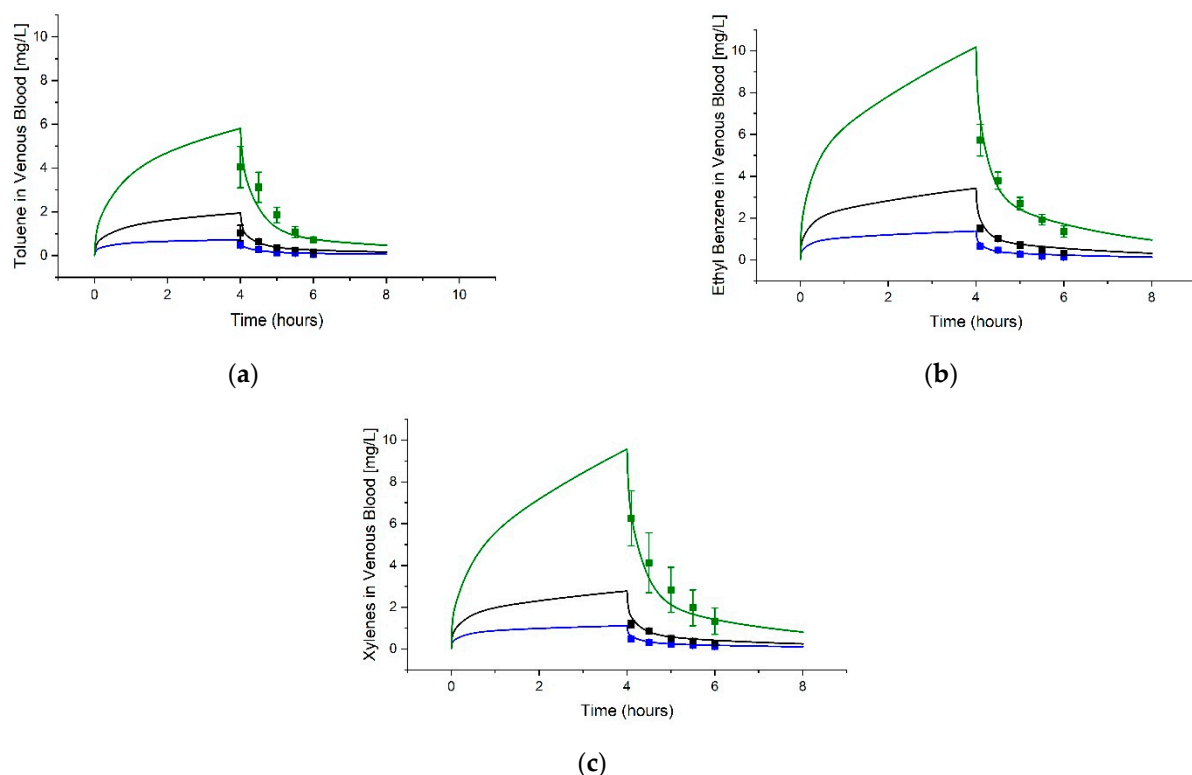 Toluene in Venous Blood [mg/L]
10
8
6
4
2
0
0 2 4 6 8 10
Time (hours)
(a)
Ethyl Benzene in Venous Blood [mg/L]
10
8
6
4
2
0
0 2 4 6 8
Time (hours)
(b)
Xylenes in Venous Blood [mg/L]
10
8
6
4
2
0
0 2 4 6 8
Time (hours)
(c)